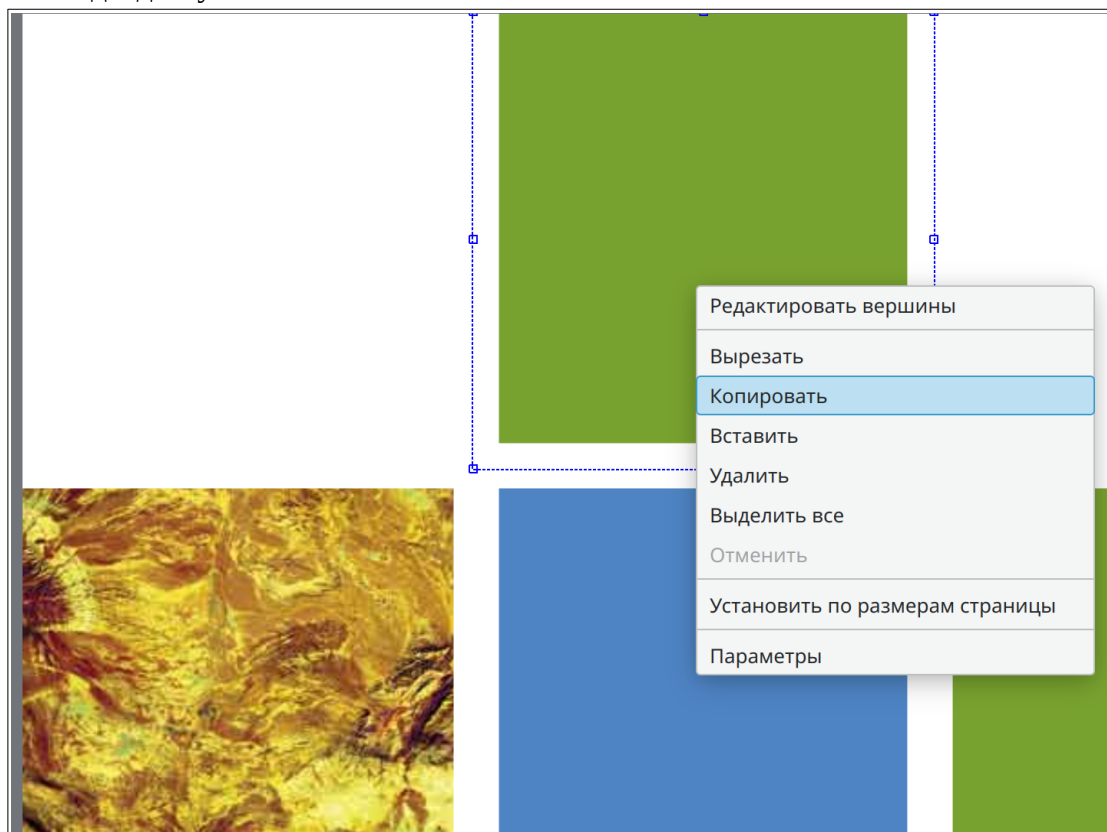 Редактировать вершины
Вырезать
Копировать
Вставить
Удалить
Выделить все
Отменить
Установить по размерам страницы
Параметры